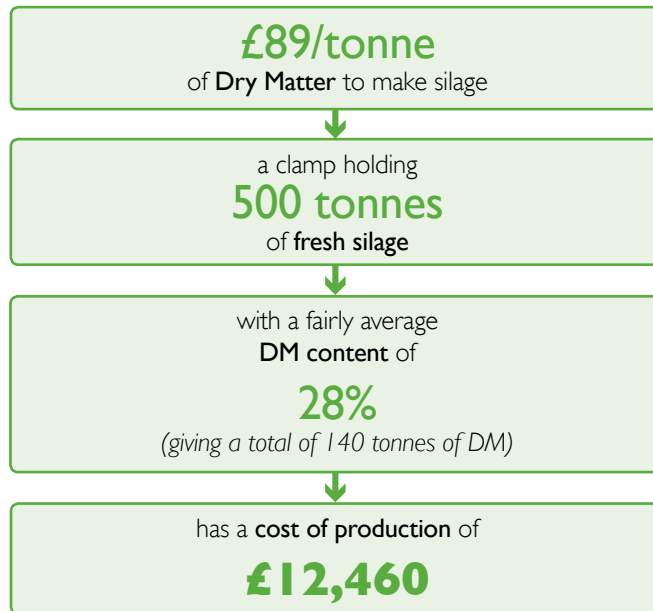 £89/tonne
of Dry Matter to make silage
a clamp holding
500 tonnes
of fresh silage
with a fairly average
DM content of
28%
(giving a total of 140 tonnes of DM)
has a cost of production of
£12,460